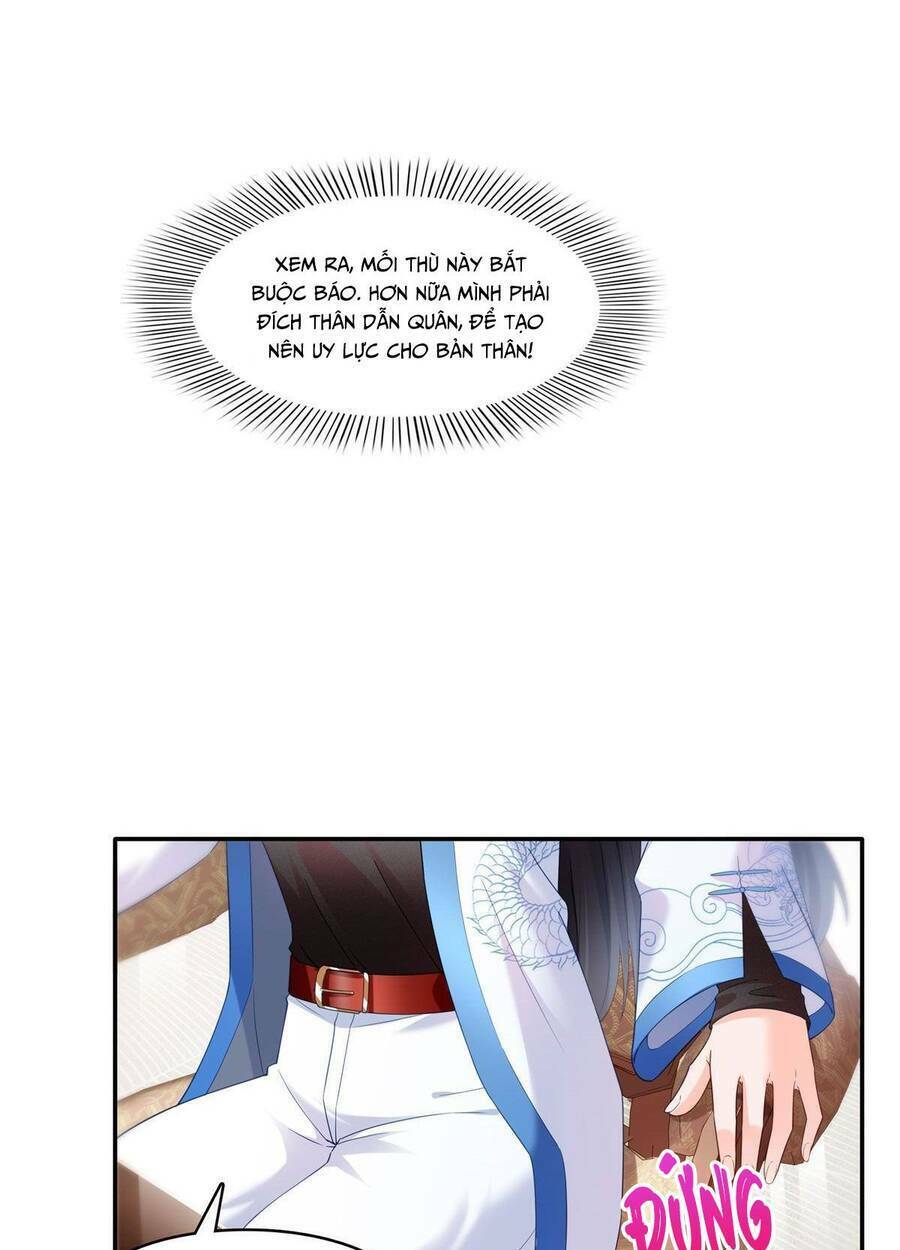 XEM RA, MỐI THÙ NÀY BẮT
BUỘC BÁO. HƠN NỮA MÌNH PHẢI
ĐÍCH THÂN DẪN QUÂN, ĐỂ TẠO
NÊN UY LỰC CHO BẢN THÂN!
ĐỨNG